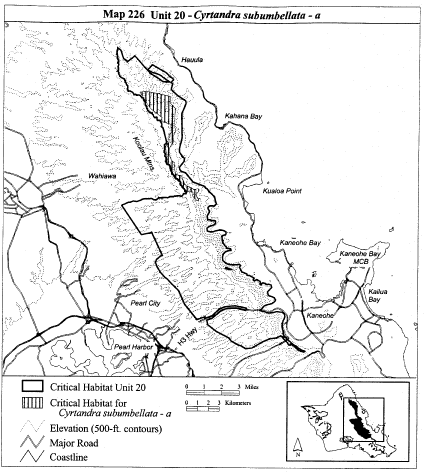 Map 226 Unit 20 - Cyrtandra subumbellata - a
Hauula
Kahana Bay
Koolau Mtns.
Wahiawa
Kualoa Point
Kaneohe Bay
Kaneohe Bay
MCB
Kailua
Bay
Pearl City
Kaneohe
H3 Hwy
Pearl Harbor
Critical Habitat Unit 20
0 1 2 3 Miles
Critical Habitat for
Cyrtandra subumbellata - a
0 1 2 3 Kilometers
Elevation (500-ft. contours)
Major Road
Coastline
N